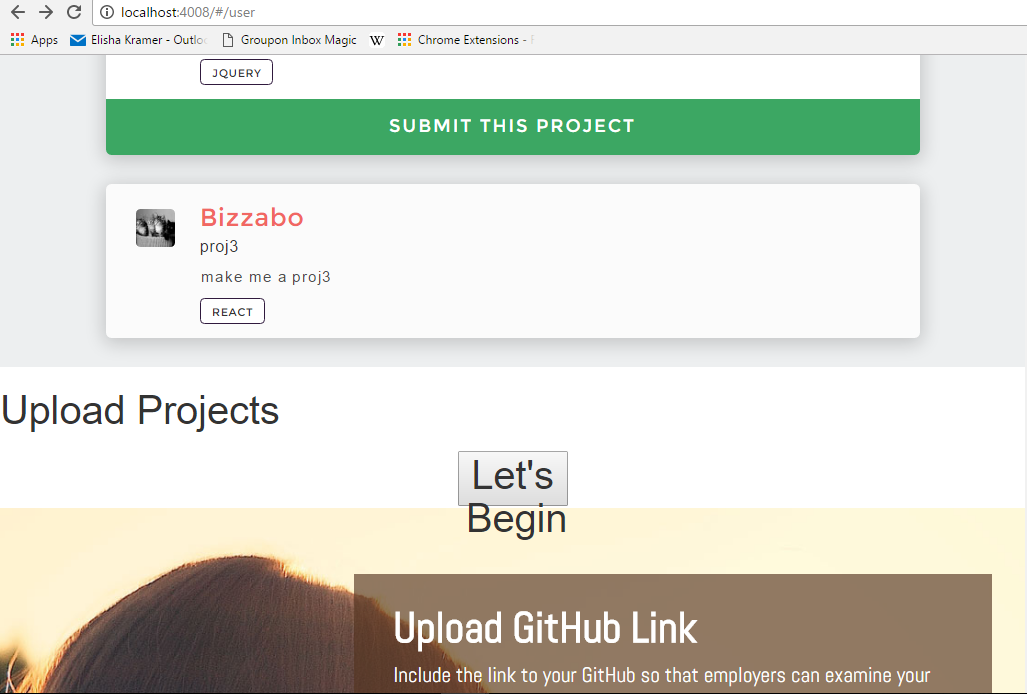 localhost:4008/#/user
Apps Elisha Kramer - Outlo Groupon Inbox Magic W Chrome Extensions -
JQUERY
SUBMIT THIS PROJECT
Bizzabo
proj3
make me a proj3
REACT
Upload Projects
Let's
Begin
Upload GitHub Link
Include the link to your GitHub so that employers can examine your